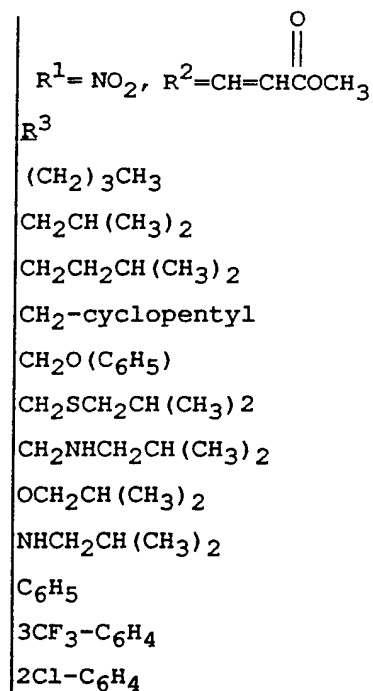 O
R¹= NO₂, R²=CH=CHCOCH₃
R³
(CH₂)₃CH₃
CH₂CH(CH₃)₂
CH₂CH₂CH(CH₃)₂
CH₂-cyclopentyl
CH₂O(C₆H₅)
CH₂SCH₂CH(CH₃)2
CH₂NHCH₂CH(CH₃)₂
OCH₂CH(CH₃)₂
NHCH₂CH(CH₃)₂
C₆H₅
3CF₃-C₆H₄
2Cl-C₆H₄